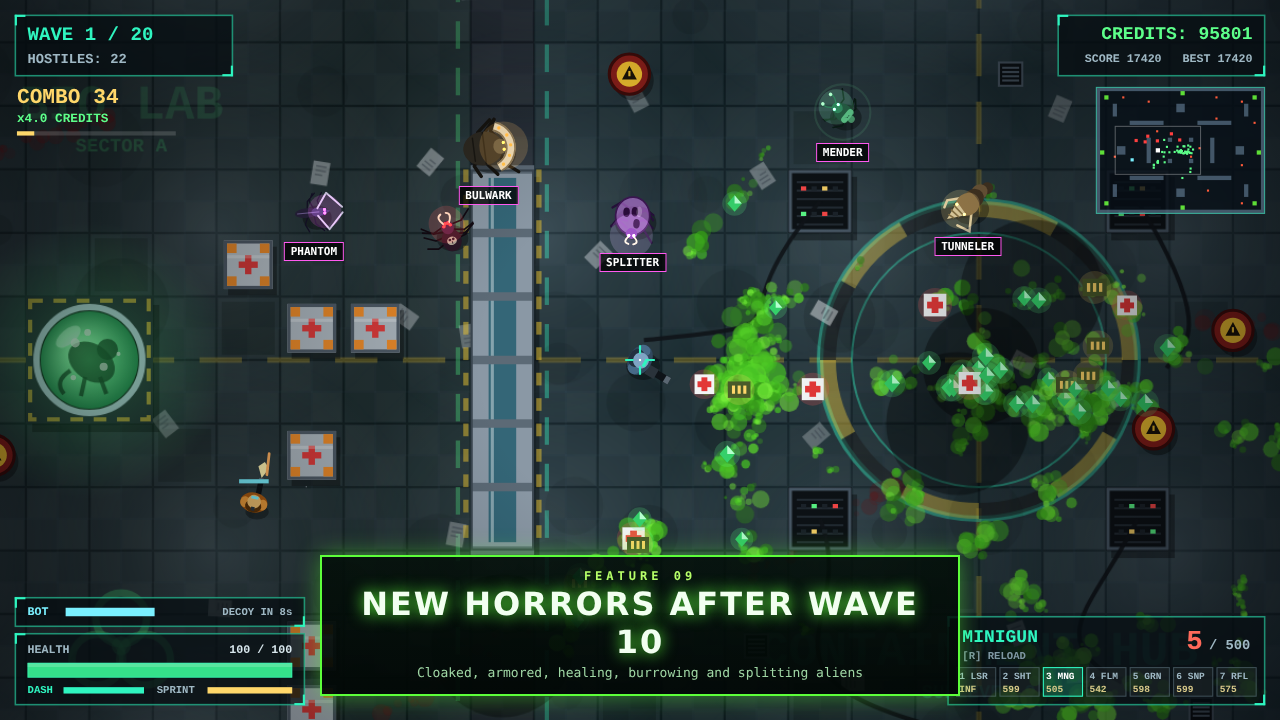 WAVE 1 / 20
HOSTILES: 22
COMBO 34
x4.0 CREDITS
LAB
SECTOR A
CREDITS: 95801
SCORE 17420 BEST 17420
MENDER
BULWARK
PHANTOM
SPLITTER
TUNNELER
FEATURE 09
NEW HORRORS AFTER WAVE
10
Cloaked, armored, healing, burrowing and splitting aliens
BOT DECOY IN 8s
HEALTH 100 / 100
DASH SPRINT
MINIGUN 5 / 500
[R] RELOAD
1 LSR 2 SHT 3 MNG 4 FLM 5 GRN 6 SNP 7 RFL
INF 599 505 542 598 599 575